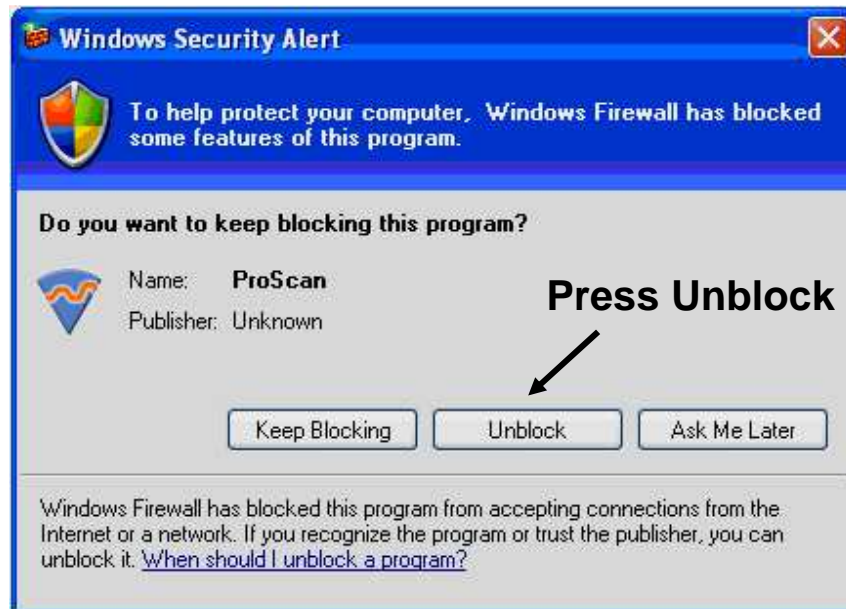 Windows Security Alert
To help protect your computer, Windows Firewall has blocked
some features of this program.
Do you want to keep blocking this program?
Name: ProScan
Publisher: Unknown
Press Unblock
Keep Blocking Unblock Ask Me Later
Windows Firewall has blocked this program from accepting connections from the
Internet or a network. If you recognize the program or trust the publisher, you can
unblock it. When should I unblock a program?